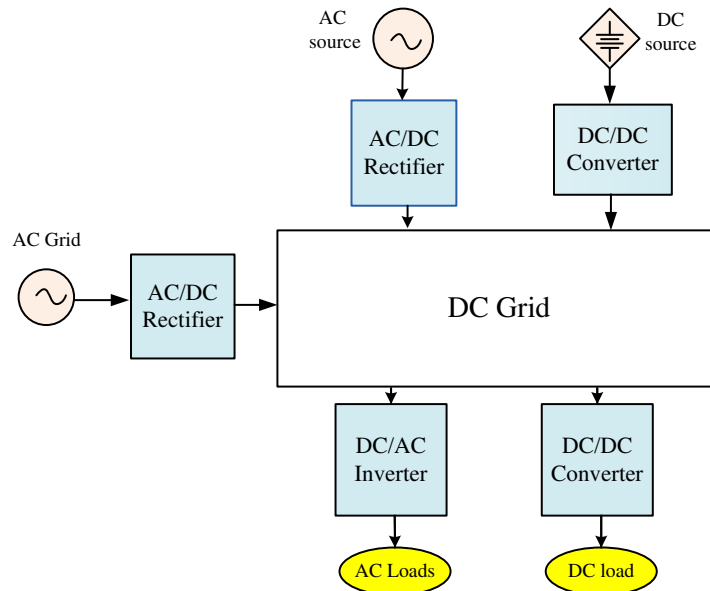 AC
source
DC
source
AC/DC
Rectifier
DC/DC
Converter
AC Grid
AC/DC
Rectifier
DC Grid
DC/AC
Inverter
DC/DC
Converter
AC Loads
DC load